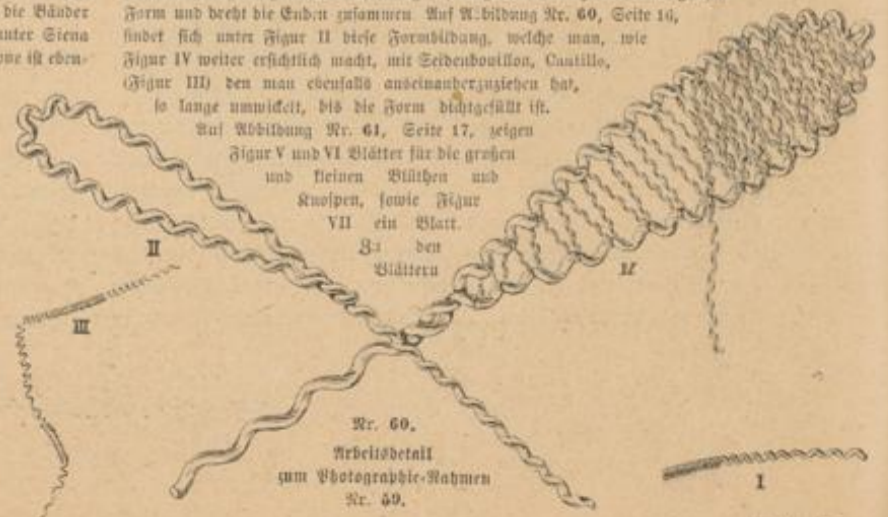 die Bänder
unter Siena
one ist eben-
Form und dreht die Enden zusammen Auf Abbildung Nr. 60, Seite 16,
findet sich unter Figur II diese Formbildung, welche man, wie
Figur IV weiter ersichtlich macht, mit Seidenbouillon, Cantillo,
(Figur III) den man ebenfalls auseinanderzuziehen hat,
so lange umwickelt, bis die Form dichtgefüllt ist.
Auf Abbildung Nr. 61, Seite 17, zeigen
Figur V und VI Blätter für die großen
und kleinen Blüthen und
Knospen, sowie Figur
VII ein Blatt.
Zu den
Blättern
II
III
IV
I
Nr. 60.
Arbeitsdetail
zum Photographie-Rahmen
Nr. 59.